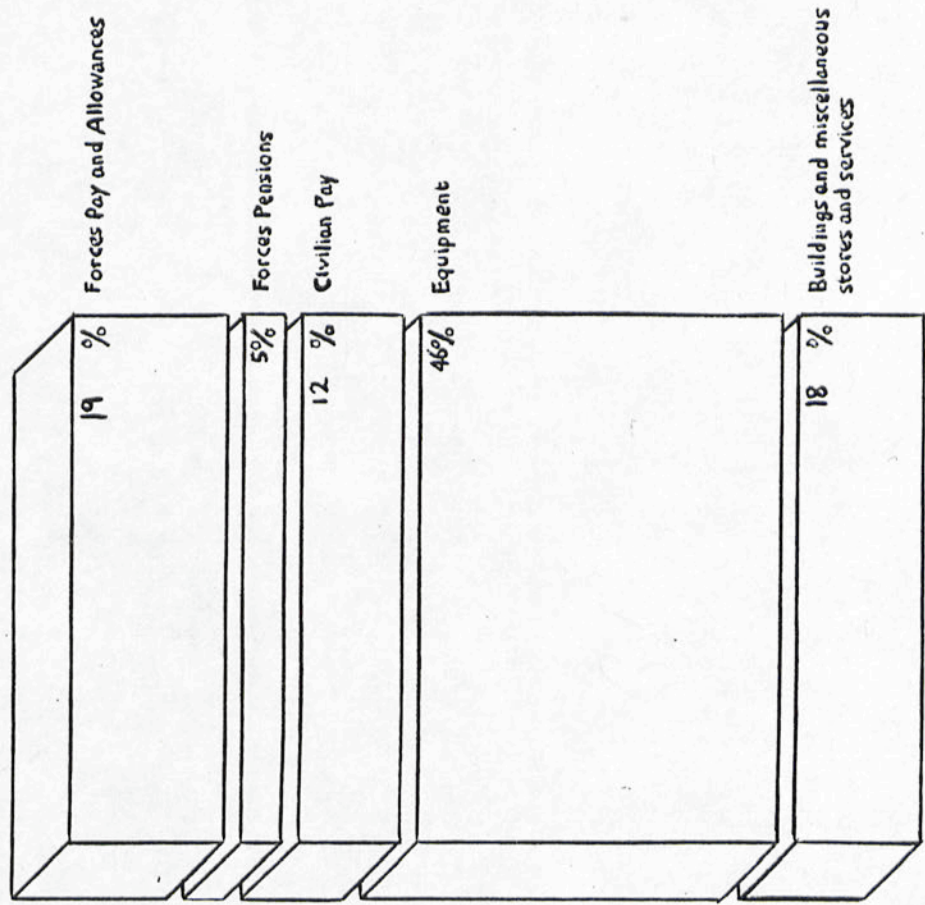 Forces Pay and Allowances
19 %
Forces Pensions
5%
Civilian Pay
12 %
Equipment
46%
Buildings and miscellaneous
stores and services
18 %